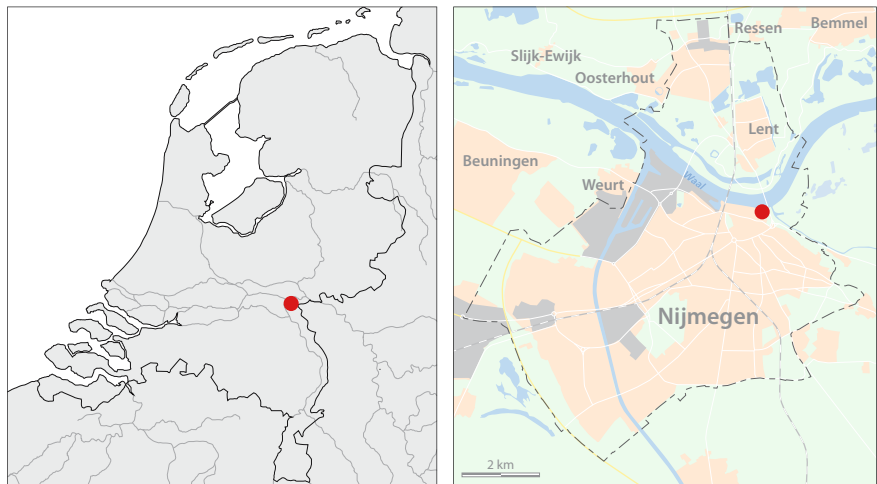 Ressen
Bemmel
Slijk-Ewijk
Oosterhout
Lent
Beuningen
Weurt
Waal
Nijmegen
2 km